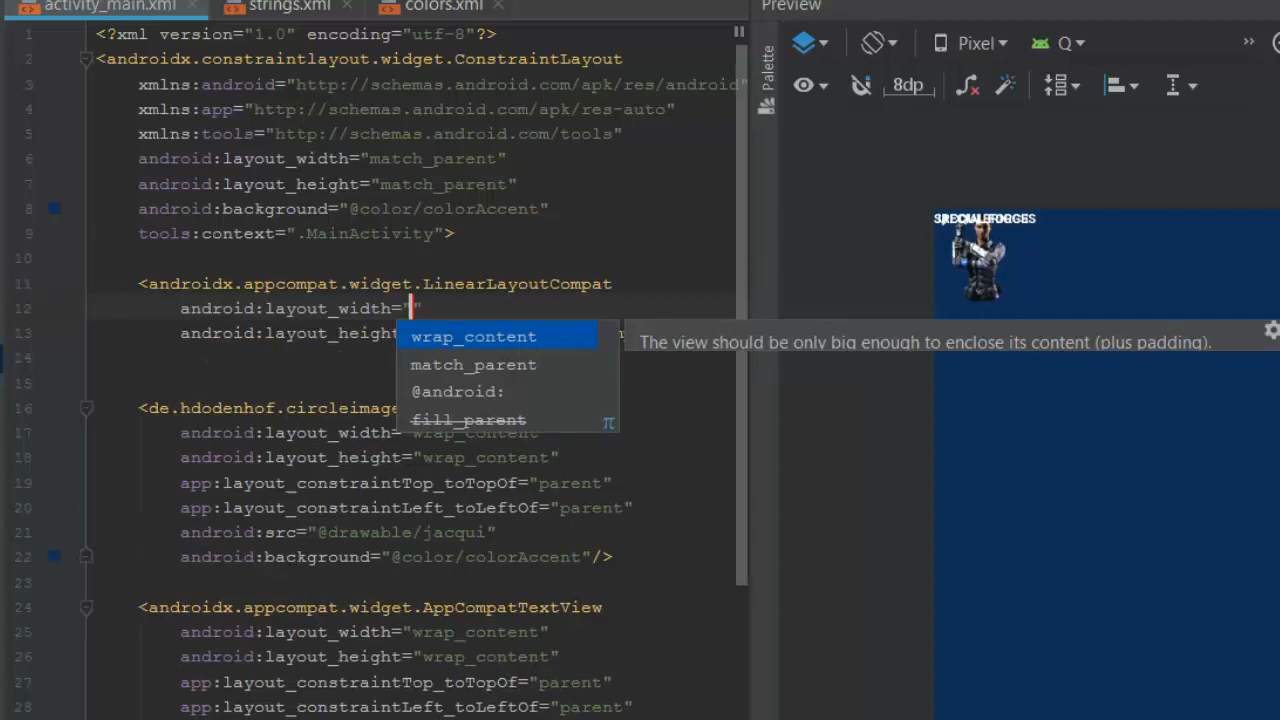 activity_main.xml × strings.xml × colors.xml × Preview
1 <?xml version="1.0" encoding="utf-8"?>
2 <androidx.constraintlayout.widget.ConstraintLayout
3 xmlns:android="http://schemas.android.com/apk/res/android"
4 xmlns:app="http://schemas.android.com/apk/res-auto"
5 xmlns:tools="http://schemas.android.com/tools"
6 android:layout_width="match_parent"
7 android:layout_height="match_parent"
8 android:background="@color/colorAccent"
9 tools:context=".MainActivity">
10
11 <androidx.appcompat.widget.LinearLayoutCompat
12 android:layout_width=""
13 android:layout_height
14
15
16 <de.hdodenhof.circleimage
17 android:layout_width="wrap_content"
18 android:layout_height="wrap_content"
19 app:layout_constraintTop_toTopOf="parent"
20 app:layout_constraintLeft_toLeftOf="parent"
21 android:src="@drawable/jacqui"
22 android:background="@color/colorAccent"/>
23
24 <androidx.appcompat.widget.AppCompatTextView
25 android:layout_width="wrap_content"
26 android:layout_height="wrap_content"
27 app:layout_constraintTop_toTopOf="parent"
28 app:layout_constraintLeft_toLeftOf="parent"
wrap_content
match_parent
@android:
fill_parent π
The view should be only big enough to enclose its content (plus padding).
Palette
Pixel Q »
8dp